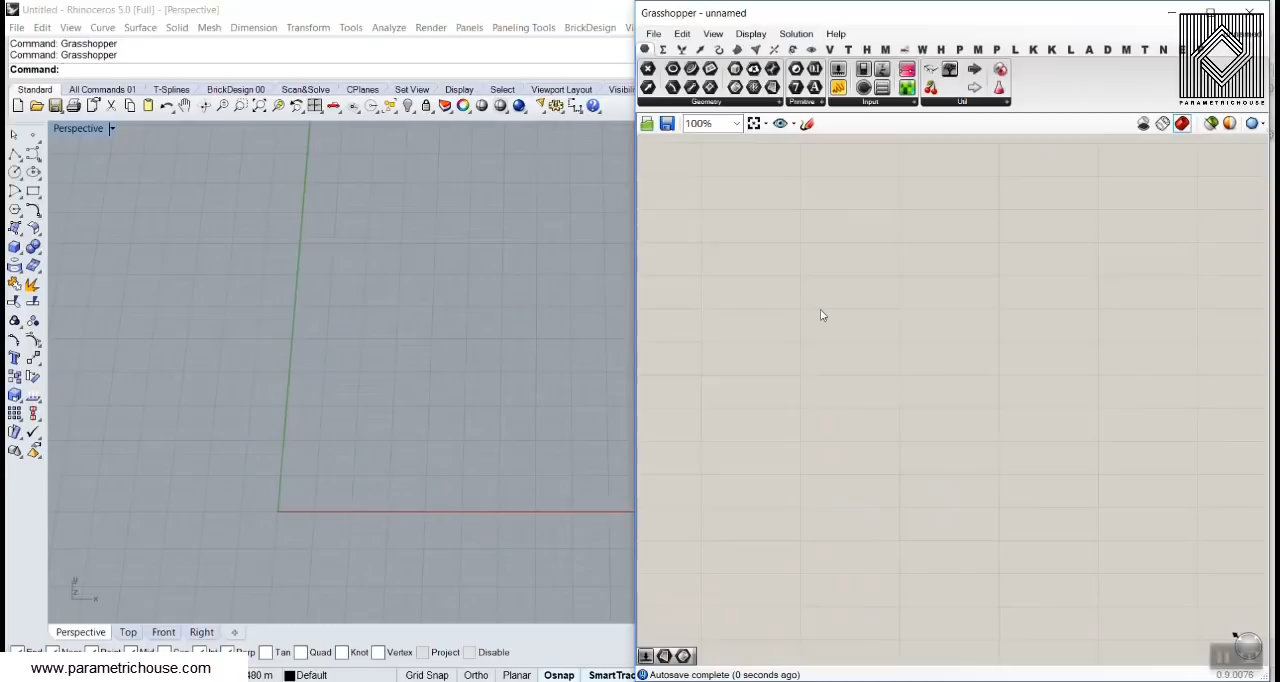 Untitled - Rhinoceros 5.0 [Full] - [Perspective]
File Edit View Curve Surface Solid Mesh Dimension Transform Tools Analyze Render Panels Paneling Tools BrickDesign
Command: Grasshopper
Command: Grasshopper
Command:
Standard All Commands 01 T-Splines BrickDesign 00 Scan&Solve CPlanes Set View Display Select Viewport Layout
Perspective
Perspective Top Front Right
Tan Quad Knot Vertex Project Disable
www.parametrichouse.com
Default Grid Snap Ortho Planar Osnap SmartTrac
Grasshopper - unnamed
File Edit View Display Solution Help
V T H M W H P M P L K K L A D M T N
PARAMETRICHOUSE
Geometry Primitive Input Util
100%
Autosave complete (0 seconds ago)
0.9.0076